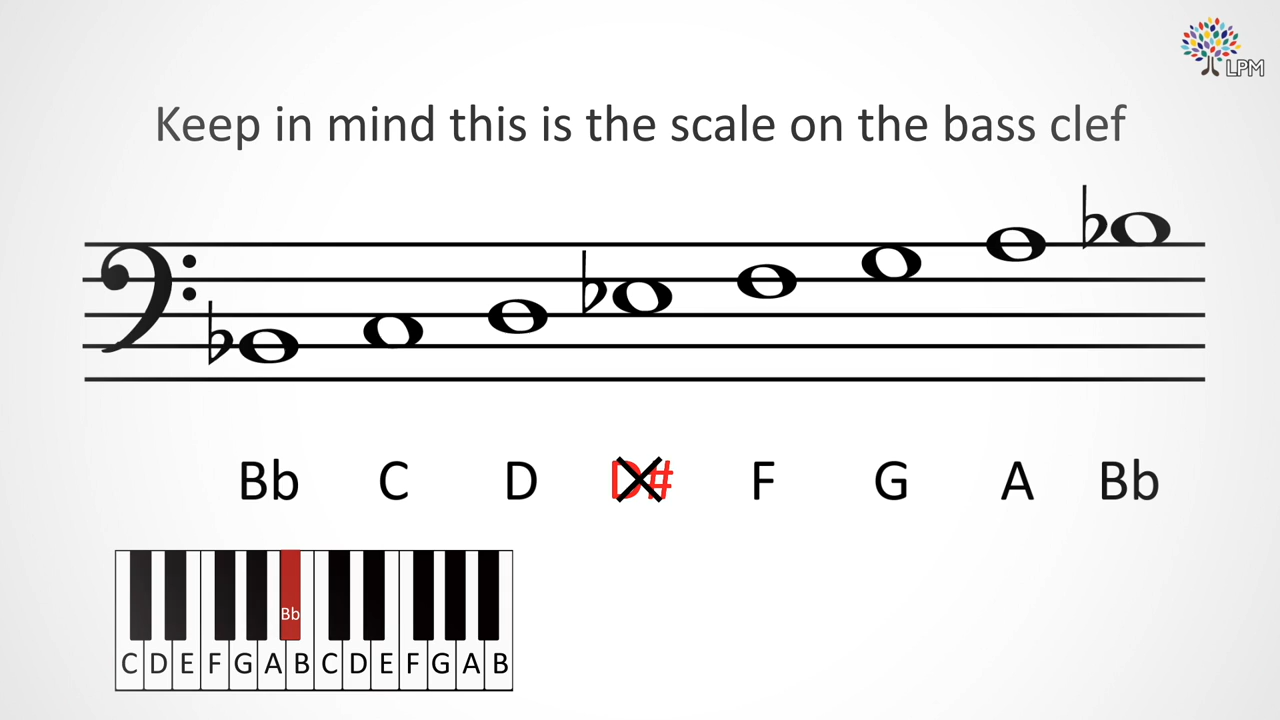 LPM
Keep in mind this is the scale on the bass clef
Bb C D D# F G A Bb
Bb
C D E F G A B C D E F G A B